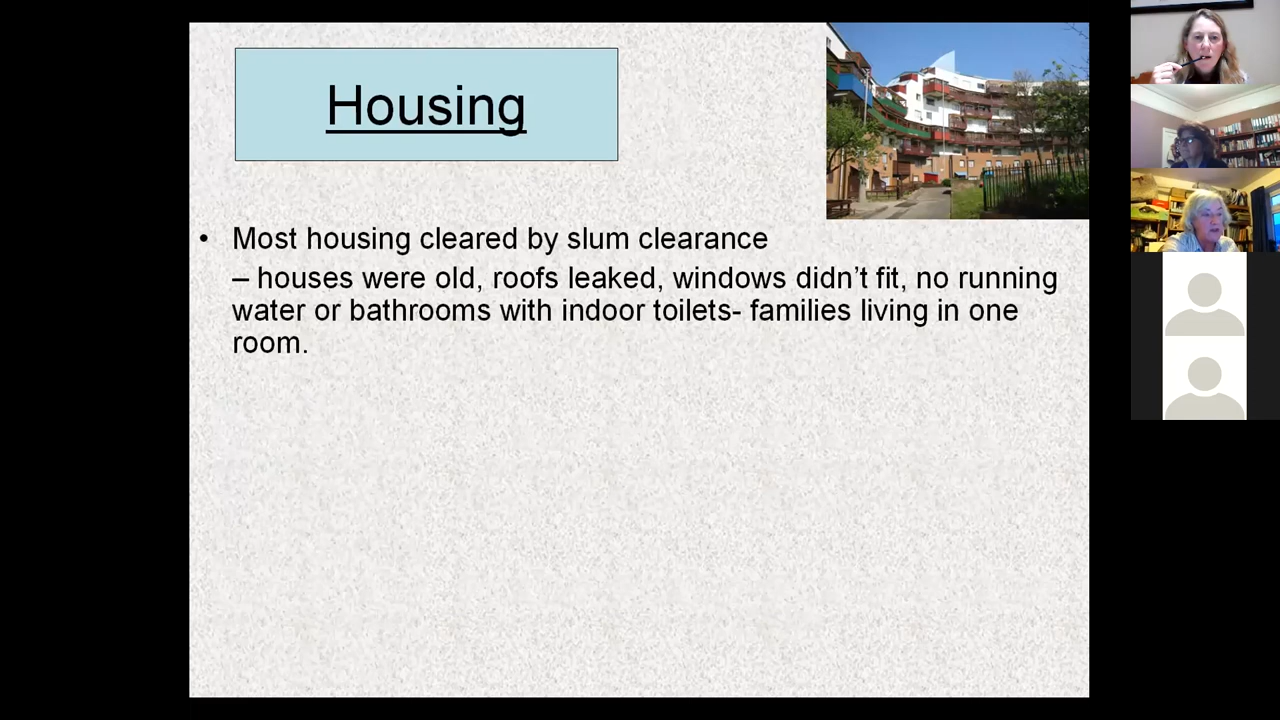 Housing
• Most housing cleared by slum clearance
– houses were old, roofs leaked, windows didn’t fit, no running
water or bathrooms with indoor toilets- families living in one
room.